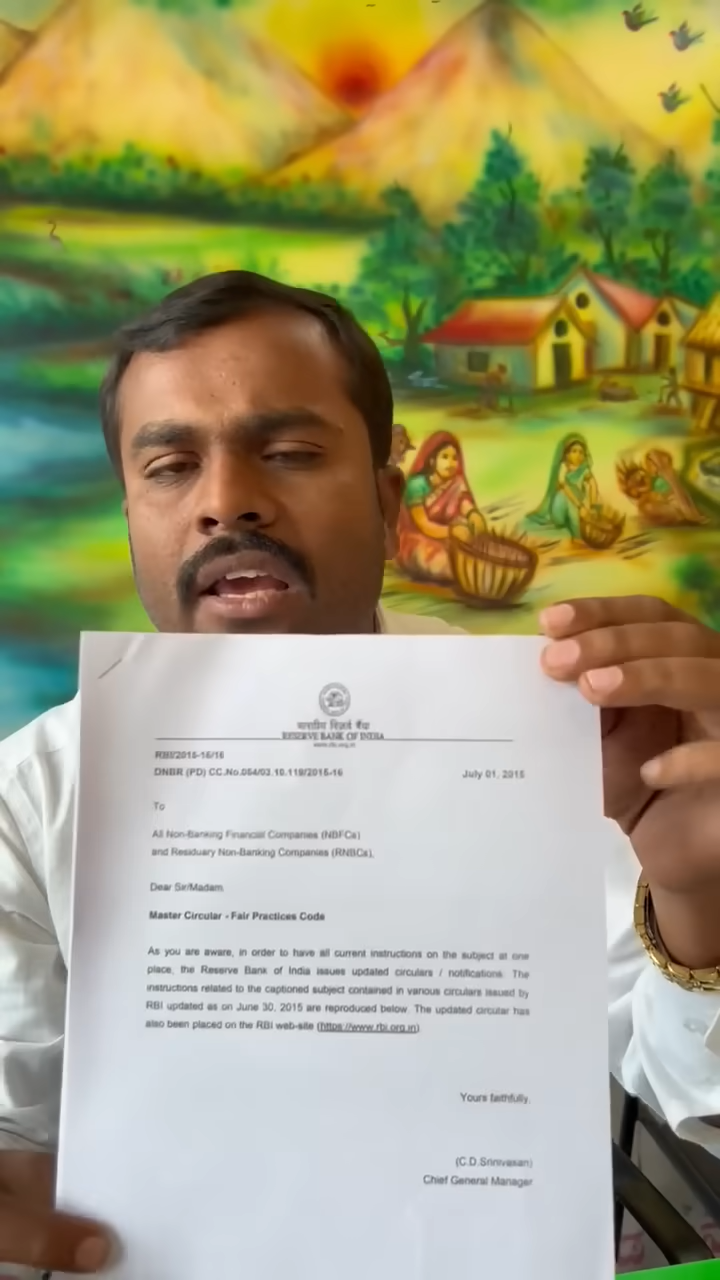 भारतीय रिज़र्व बैंक
RESERVE BANK OF INDIA
www.rbi.org.in
RBI/2015-16/16
DNBR (PD) CC.No.054/03.10.119/2015-16
July 01, 2015
To
All Non-Banking Financial Companies (NBFCs)
and Residuary Non-Banking Companies (RNBCs),
Dear Sir/Madam
Master Circular - Fair Practices Code
As you are aware, in order to have all current instructions on the subject at one
place, the Reserve Bank of India issues updated circulars / notifications. The
instructions related to the captioned subject contained in various circulars issued by
RBI updated as on June 30, 2015 are reproduced below. The updated circular has
also been placed on the RBI web-site (https://www.rbi.org.in).
Yours faithfully,
(C.D.Srinivasan)
Chief General Manager